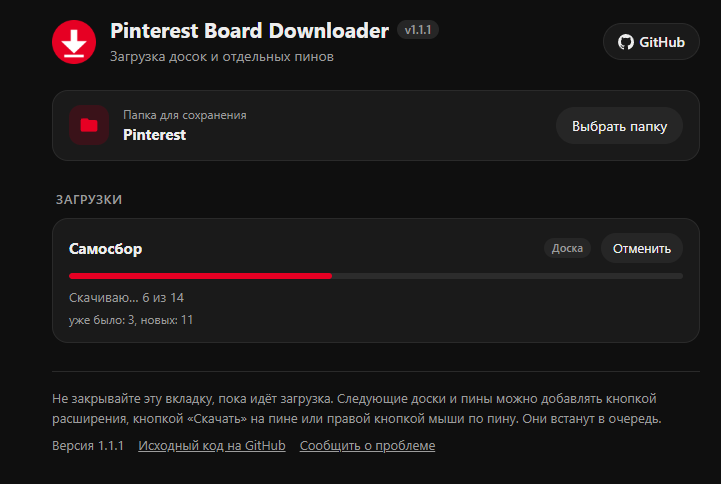 Pinterest Board Downloader v1.1.1
Загрузка досок и отдельных пинов
GitHub
Папка для сохранения
Pinterest
Выбрать папку
ЗАГРУЗКИ
Самосбор
Доска
Отменить
Скачиваю... 6 из 14
уже было: 3, новых: 11
Не закрывайте эту вкладку, пока идёт загрузка. Следующие доски и пины можно добавлять кнопкой
расширения, кнопкой «Скачать» на пине или правой кнопкой мыши по пину. Они встанут в очередь.
Версия 1.1.1 Исходный код на GitHub Сообщить о проблеме